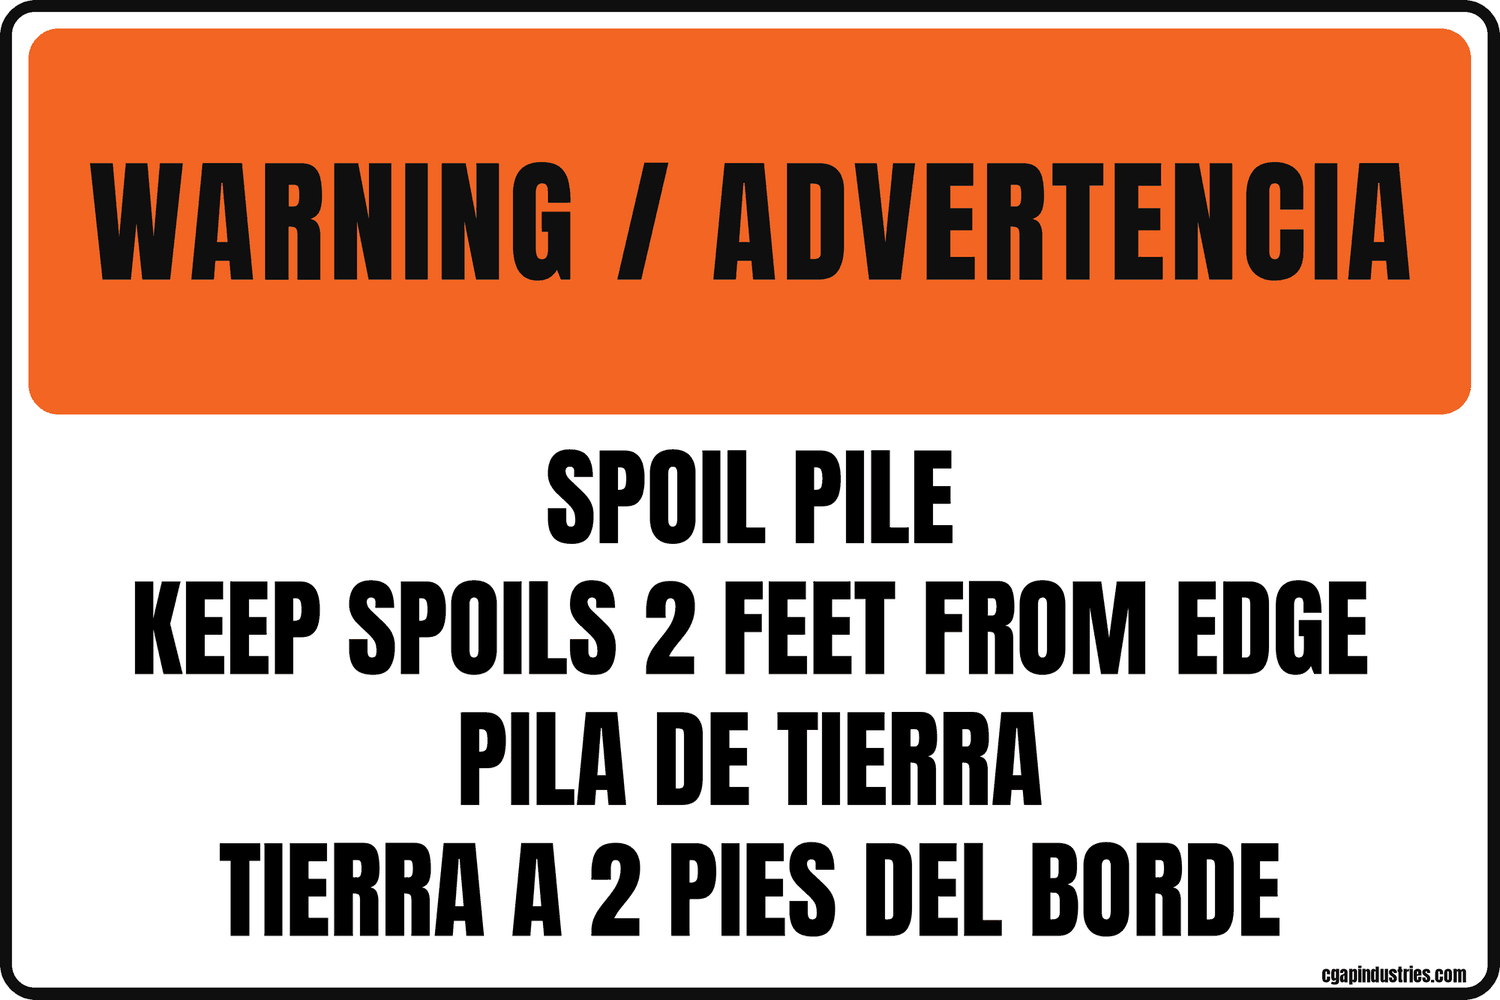 WARNING / ADVERTENCIA
SPOIL PILE
KEEP SPOILS 2 FEET FROM EDGE
PILA DE TIERRA
TIERRA A 2 PIES DEL BORDE
cgapindustries.com